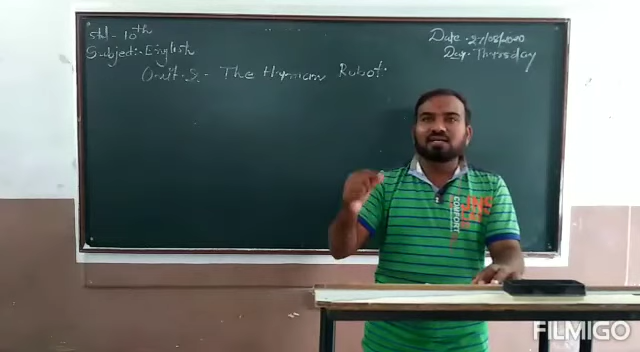 Std - 10th
Subject:- English
Date - 27/08/2020
Day - Thursday
Unit. 5. - The Human Robot.
COMFORT
FILMIGO